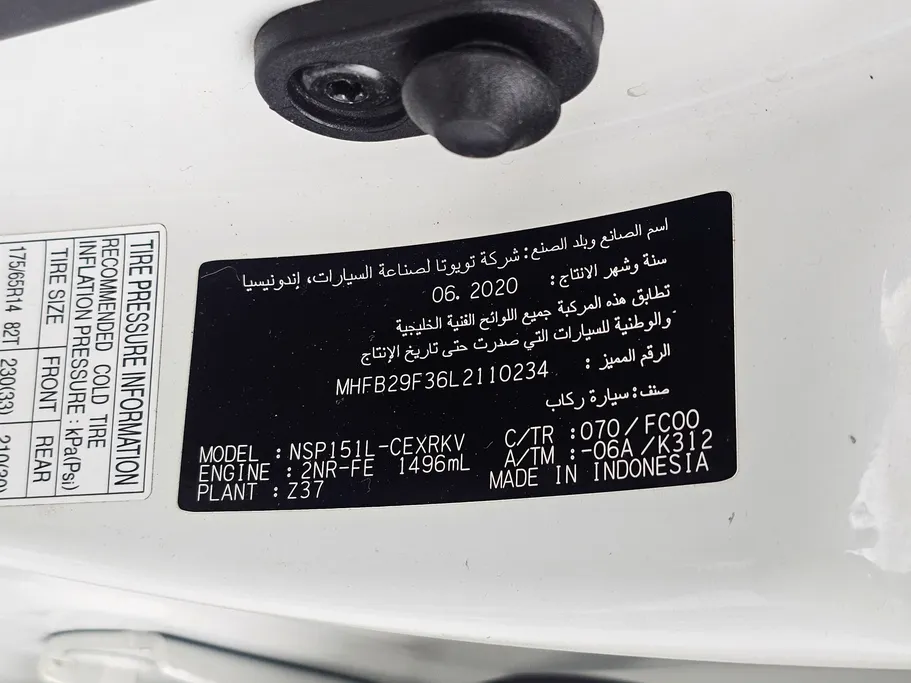 TIRE PRESSURE INFORMATION
RECOMMENDED COLD TIRE
INFLATION PRESSURE : kPa(Psi)
TIRE SIZE FRONT REAR
175/65R14 82T 230(33)
اسم الصانع وبلد الصنع: شركة تويوتا لصناعة السيارات، إندونيسيا
سنة وشهر الانتاج: 06. 2020
تطابق هذه المركبة جميع اللوائح الفنية الخليجية
والوطنية للسيارات التي صدرت حتى تاريخ الإنتاج
الرقم المميز : MHFB29F36L2110234
صنف: سيارة ركاب
MODEL : NSP151L-CEXRKV C/TR :070/FC00
ENGINE : 2NR-FE 1496mL A/TM :-06A/K312
PLANT : Z37 MADE IN INDONESIA